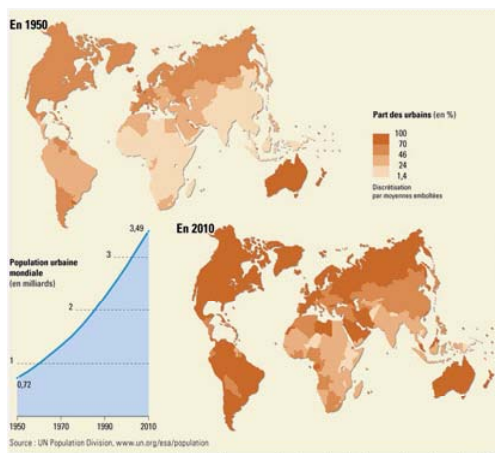 En 1950
Part des urbains (en %)
100
70
46
24
1,4
Discrétisation
par moyennes emboîtées
En 2010
Population urbaine
mondiale
(en milliards)
3,49
3
2
1
0,72
1950
1970
1990
2010
Source : UN Population Division, www.un.org/esa/population